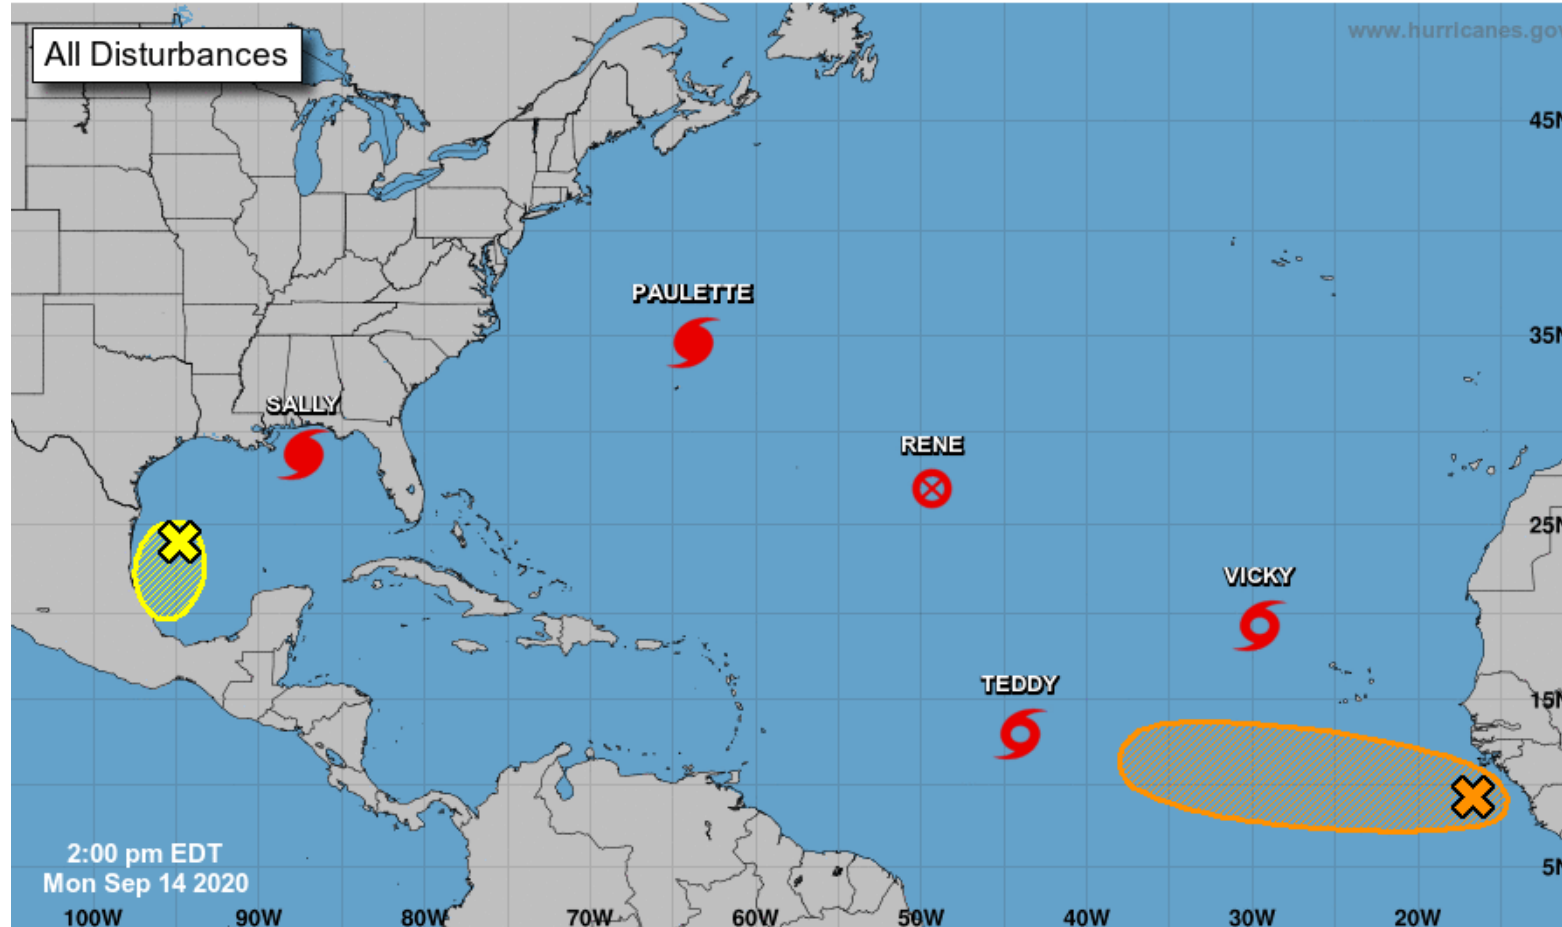 All Disturbances
www.hurricanes.gov
45N
PAULETTE
35N
SALLY
RENE
25N
VICKY
TEDDY
15N
2:00 pm EDT
Mon Sep 14 2020
5N
100W 90W 80W 70W 60W 50W 40W 30W 20W